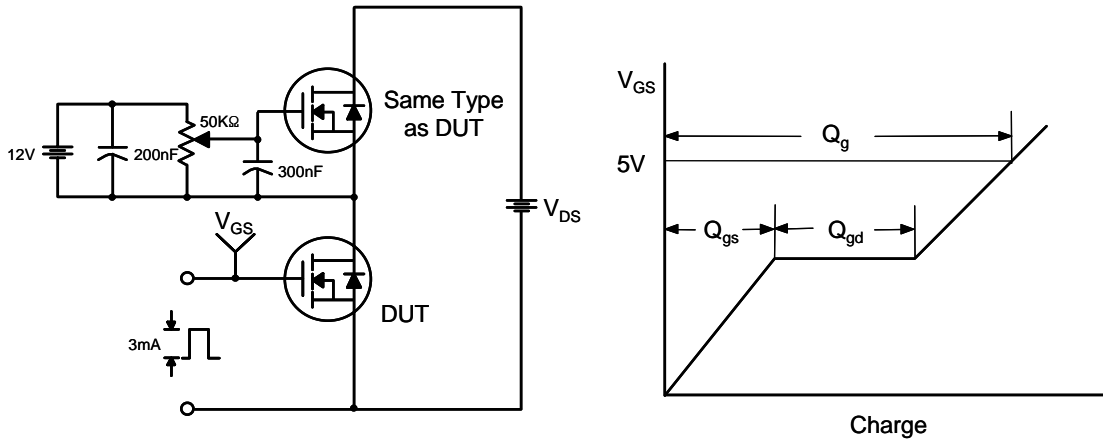 Same Type
as DUT
50KΩ
12V
200nF
300nF
V_GS
V_DS
DUT
3mA
V_GS
Q_g
5V
Q_gs
Q_gd
Charge